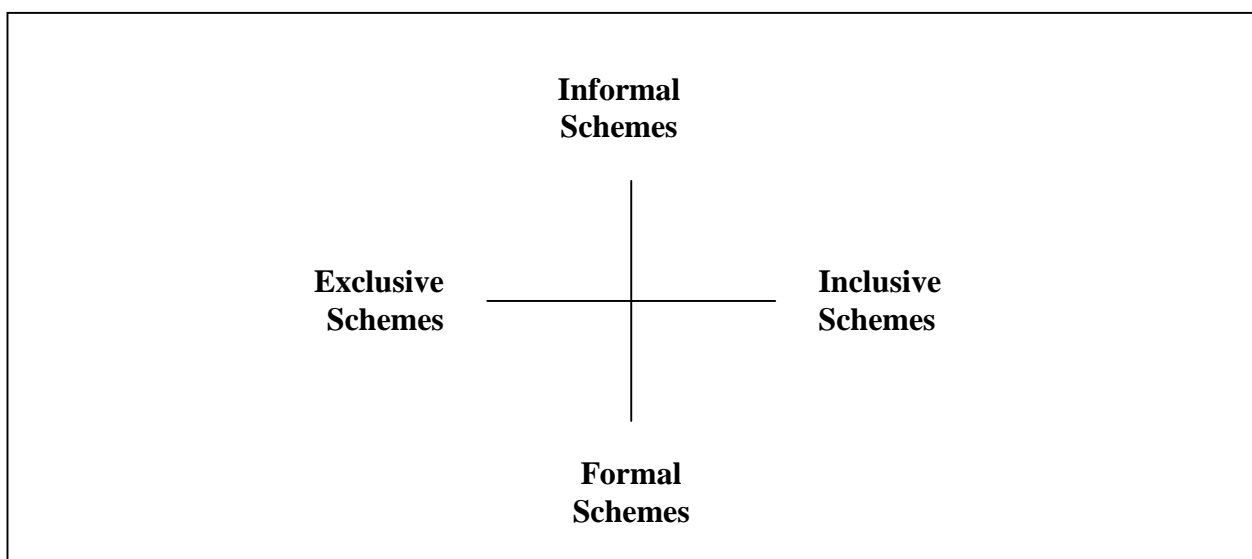 Informal
Schemes
Exclusive
Schemes
Inclusive
Schemes
Formal
Schemes